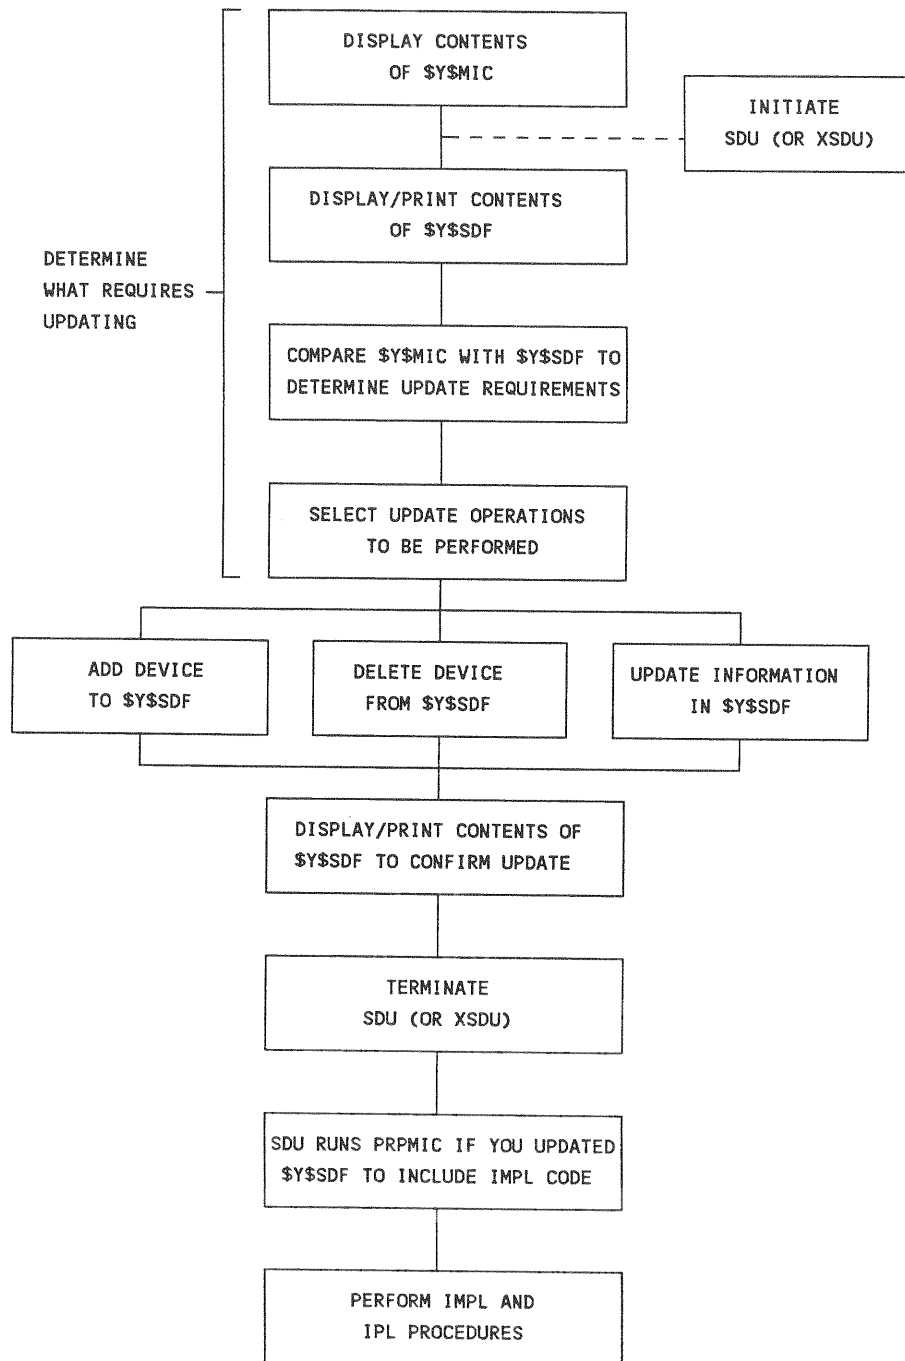 DISPLAY CONTENTS
OF $Y$MIC
INITIATE
SDU (OR XSDU)
DISPLAY/PRINT CONTENTS
OF $Y$SDF
DETERMINE
WHAT REQUIRES
UPDATING
COMPARE $Y$MIC WITH $Y$SDF TO
DETERMINE UPDATE REQUIREMENTS
SELECT UPDATE OPERATIONS
TO BE PERFORMED
ADD DEVICE
TO $Y$SDF
DELETE DEVICE
FROM $Y$SDF
UPDATE INFORMATION
IN $Y$SDF
DISPLAY/PRINT CONTENTS OF
$Y$SDF TO CONFIRM UPDATE
TERMINATE
SDU (OR XSDU)
SDU RUNS PRPMIC IF YOU UPDATED
$Y$SDF TO INCLUDE IMPL CODE
PERFORM IMPL AND
IPL PROCEDURES